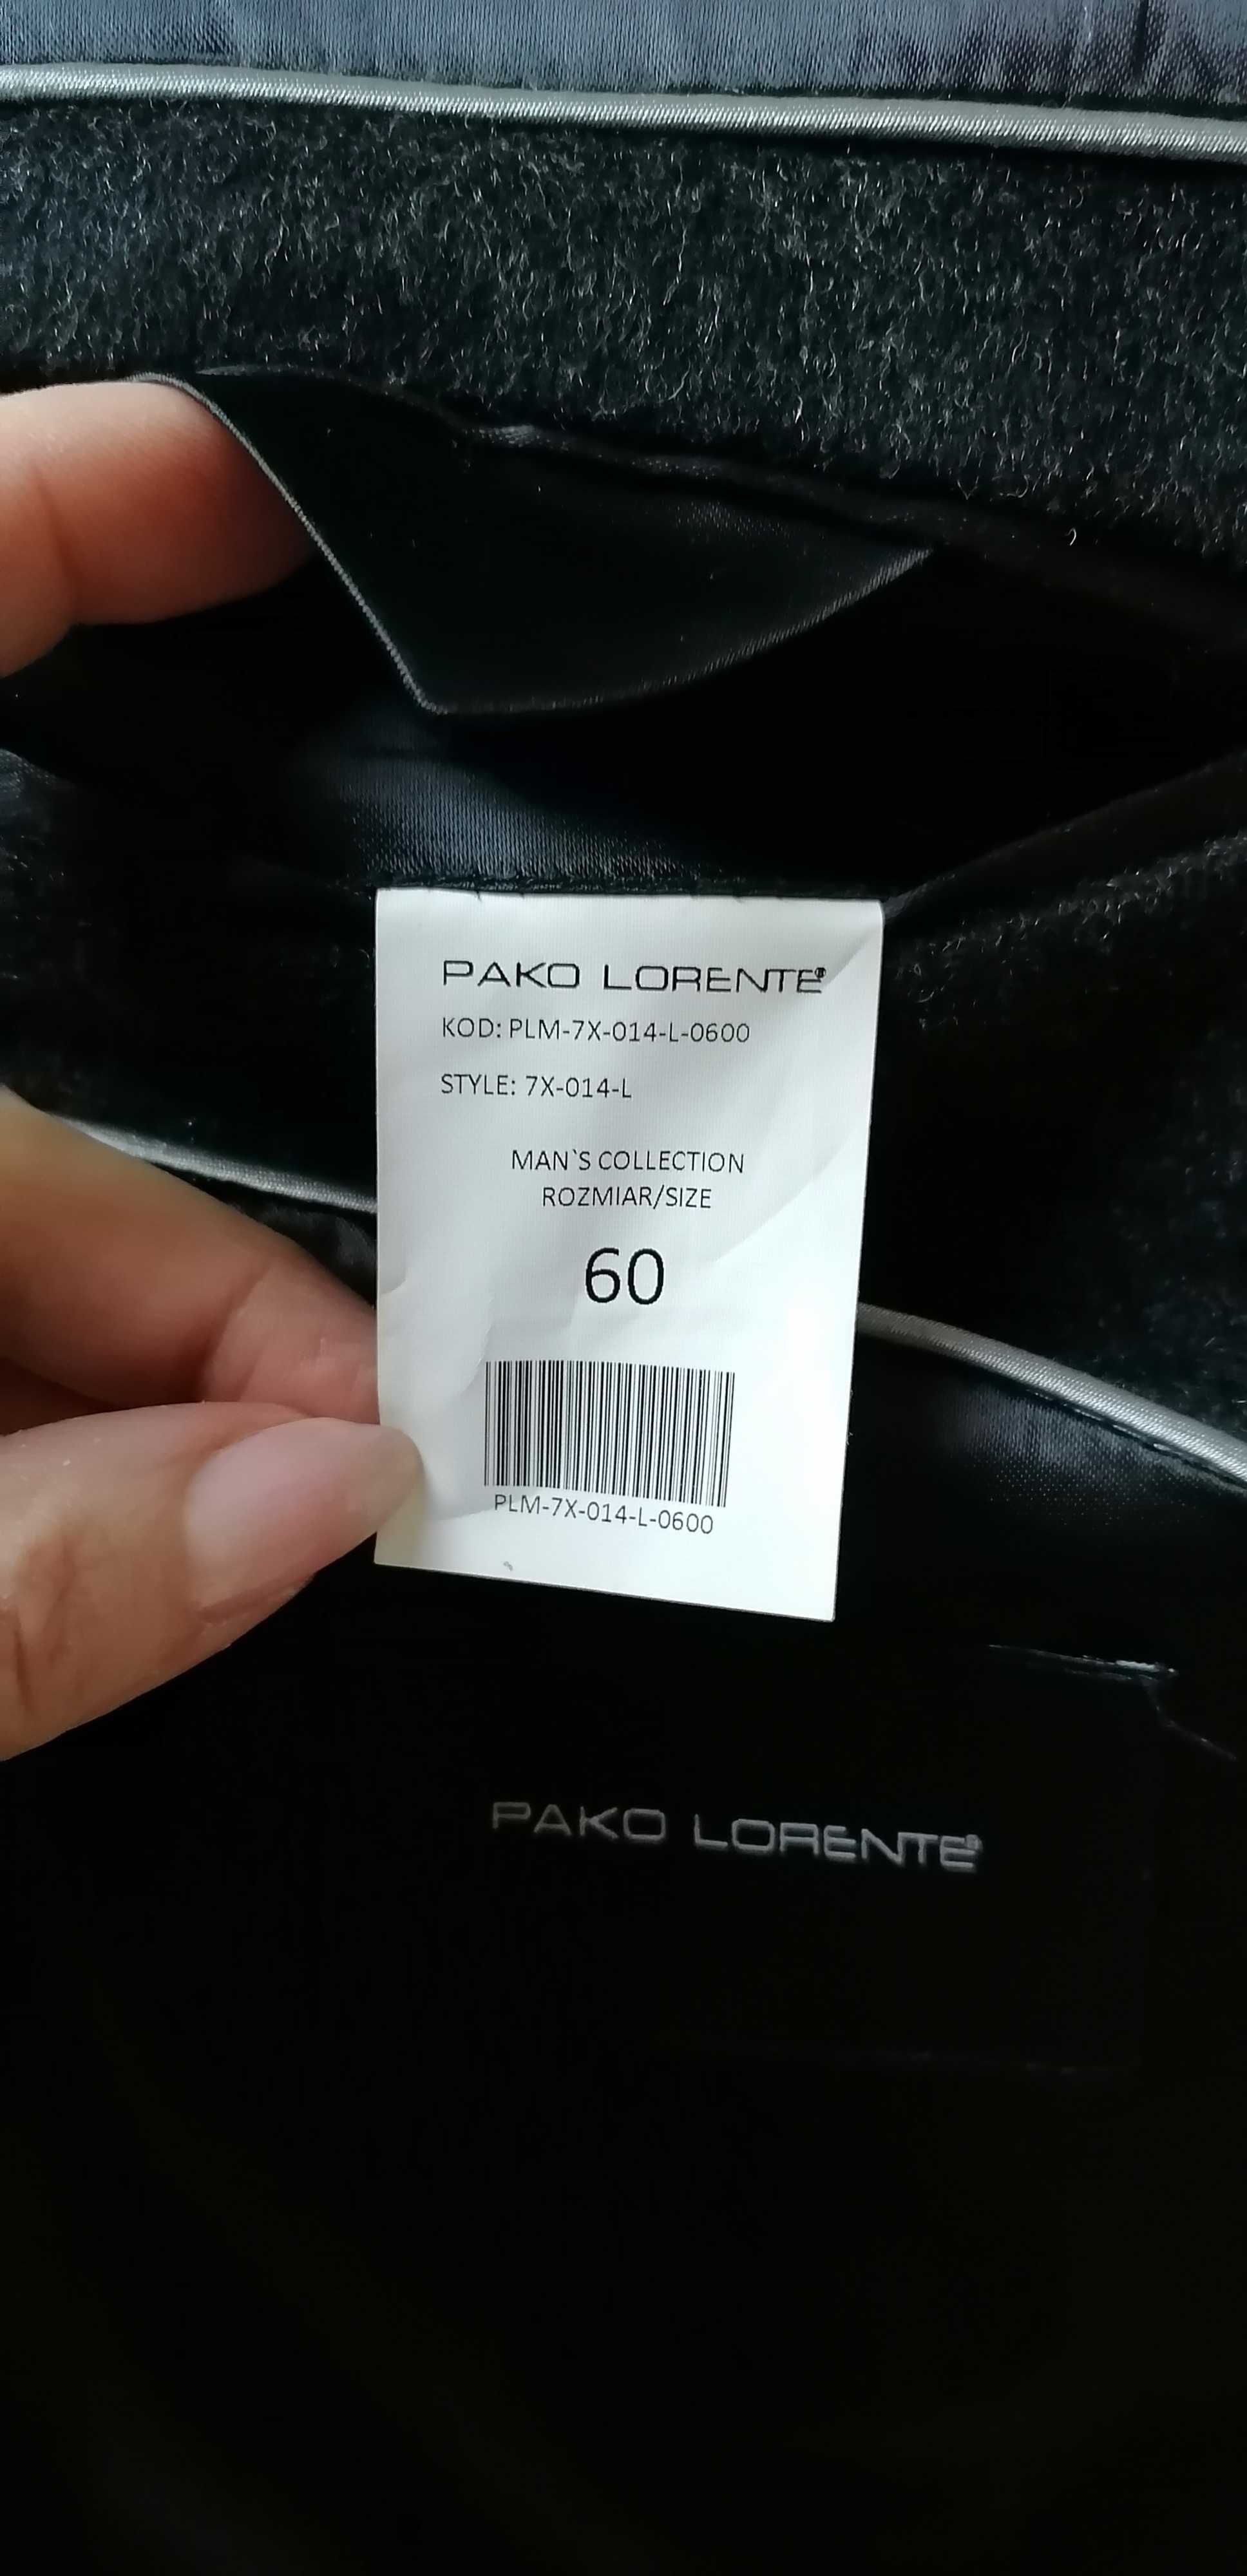 PAKO LORENTE®
KOD: PLM-7X-014-L-0600
STYLE: 7X-014-L
MAN`S COLLECTION
ROZMIAR/SIZE
60
PLM-7X-014-L-0600
PAKO LORENTE®